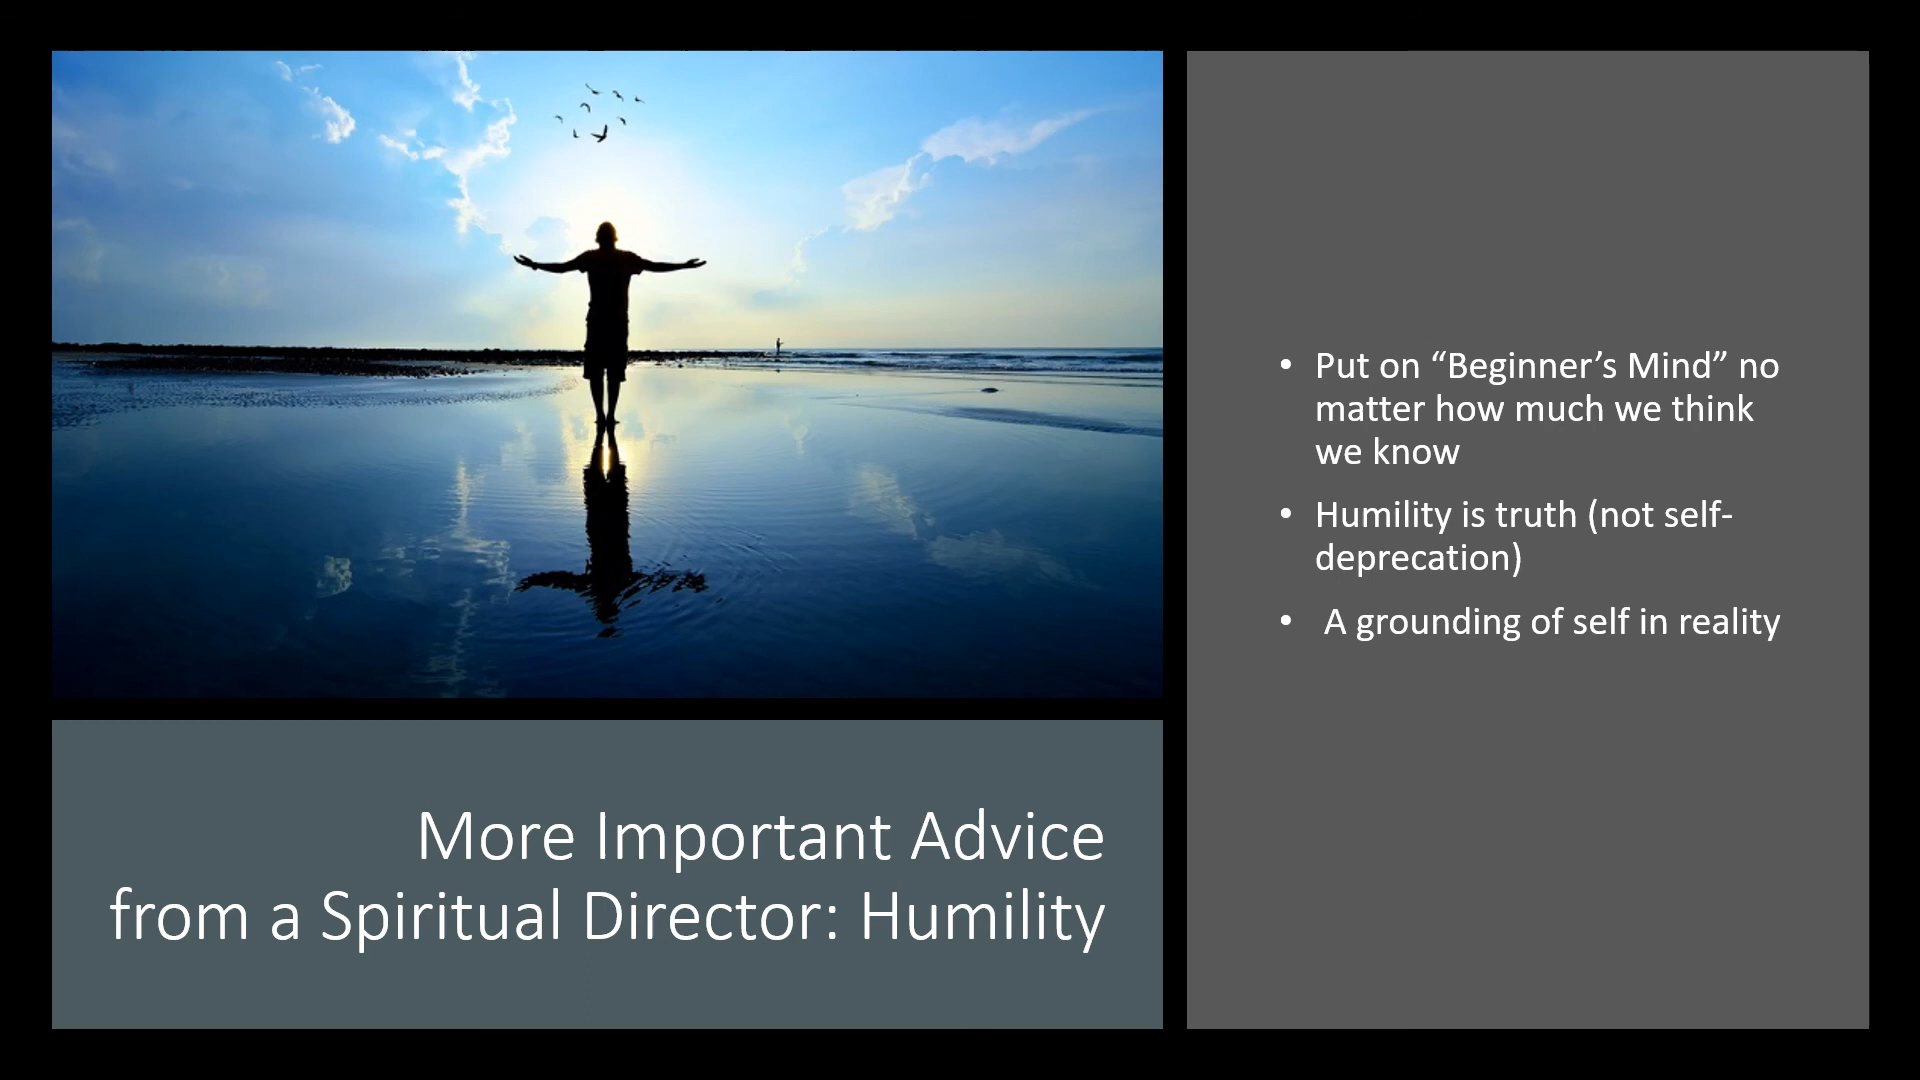 More Important Advice
from a Spiritual Director: Humility
• Put on “Beginner’s Mind” no
matter how much we think
we know
• Humility is truth (not self-
deprecation)
• A grounding of self in reality